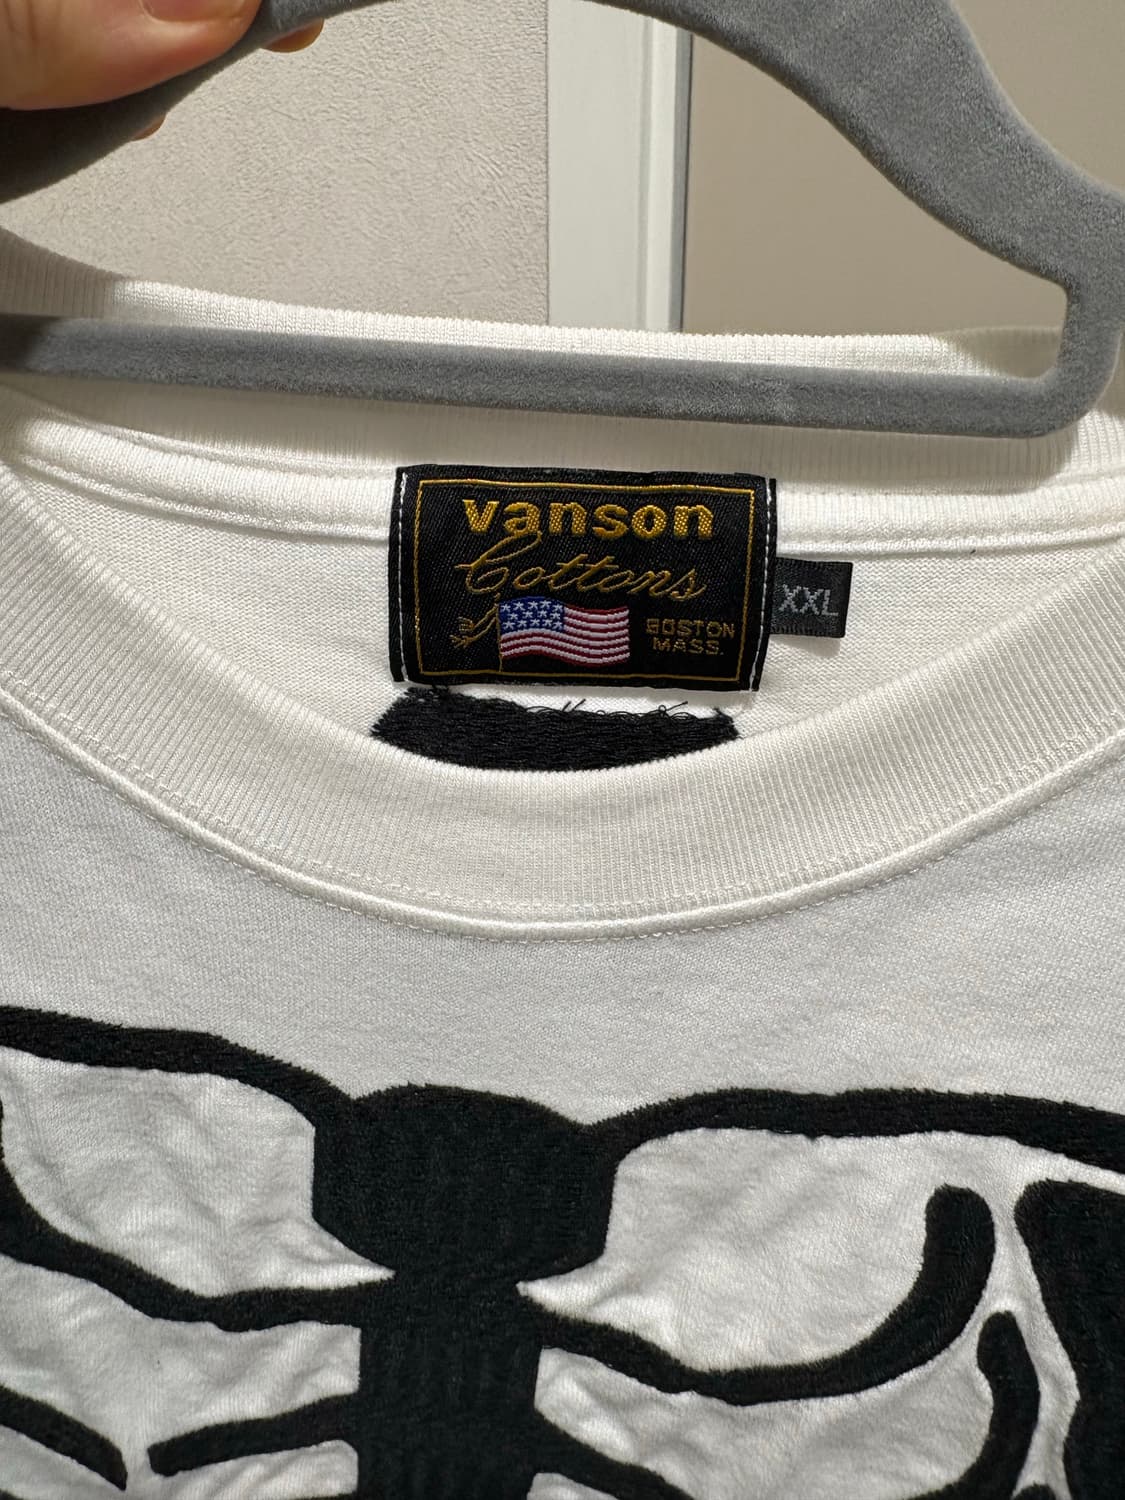 vanson
Cottons
BOSTON
MASS.
XXL